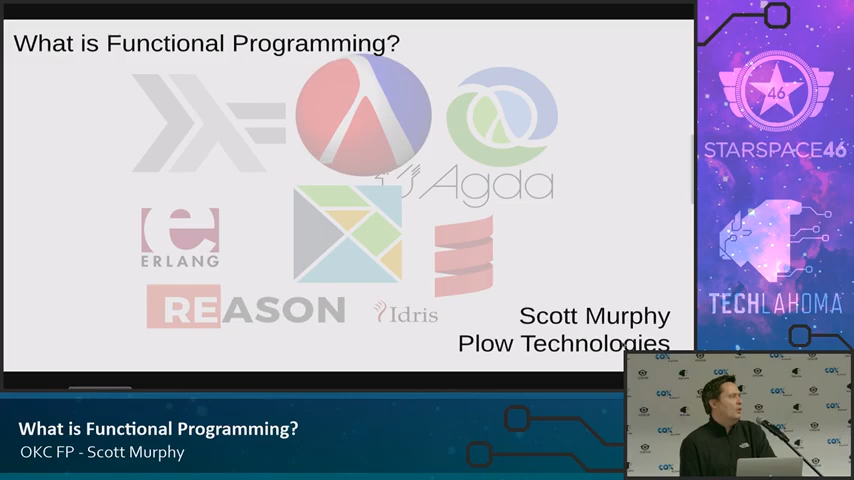 What is Functional Programming?
Agda
e
ERLANG
REASON
Idris
Scott Murphy
Plow Technologies
46
STARSPACE46
TECHLAHOMA
What is Functional Programming?
OKC FP - Scott Murphy
COX